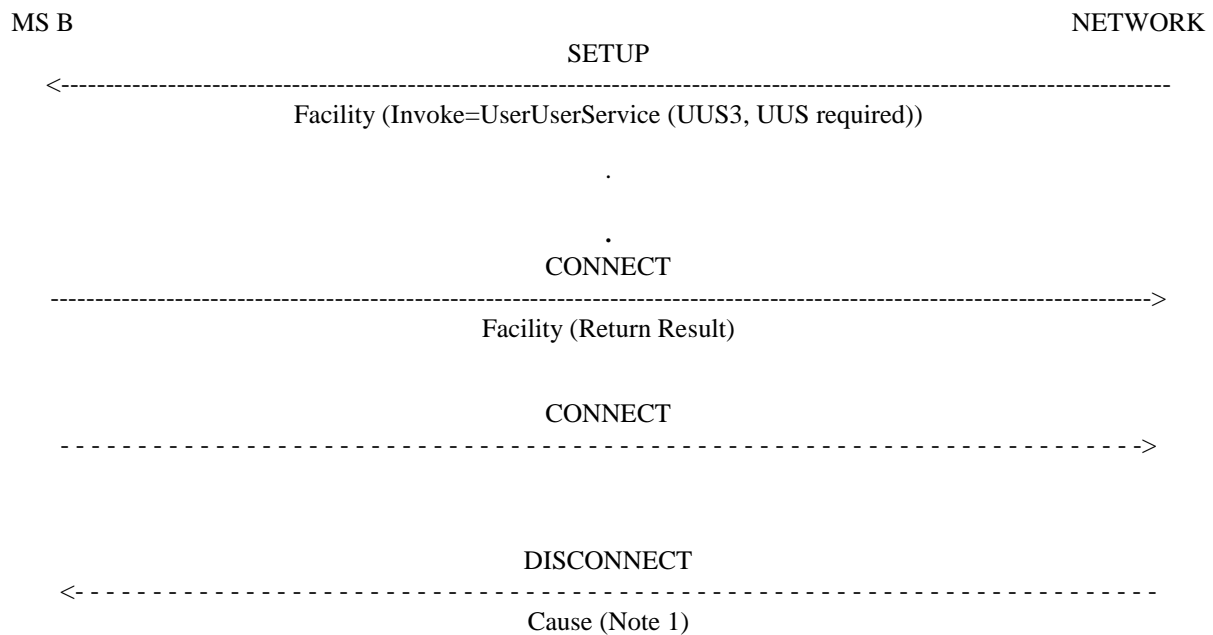 MS B NETWORK
SETUP
<------------------------------------------------------------------------------------------------------------------------------
Facility (Invoke=UserUserService (UUS3, UUS required))
.
.
CONNECT
----------------------------------------------------------------------------------------------------------------------------->
Facility (Return Result)
CONNECT
- - - - - - - - - - - - - - - - - - - - - - - - - - - - - - - - - - - - - - - - - - - - - - - - - - - - - - - - - - - - - - - - - - - - - - - - ->
DISCONNECT
<- - - - - - - - - - - - - - - - - - - - - - - - - - - - - - - - - - - - - - - - - - - - - - - - - - - - - - - - - - - - - - - - - - - - - - - -
Cause (Note 1)